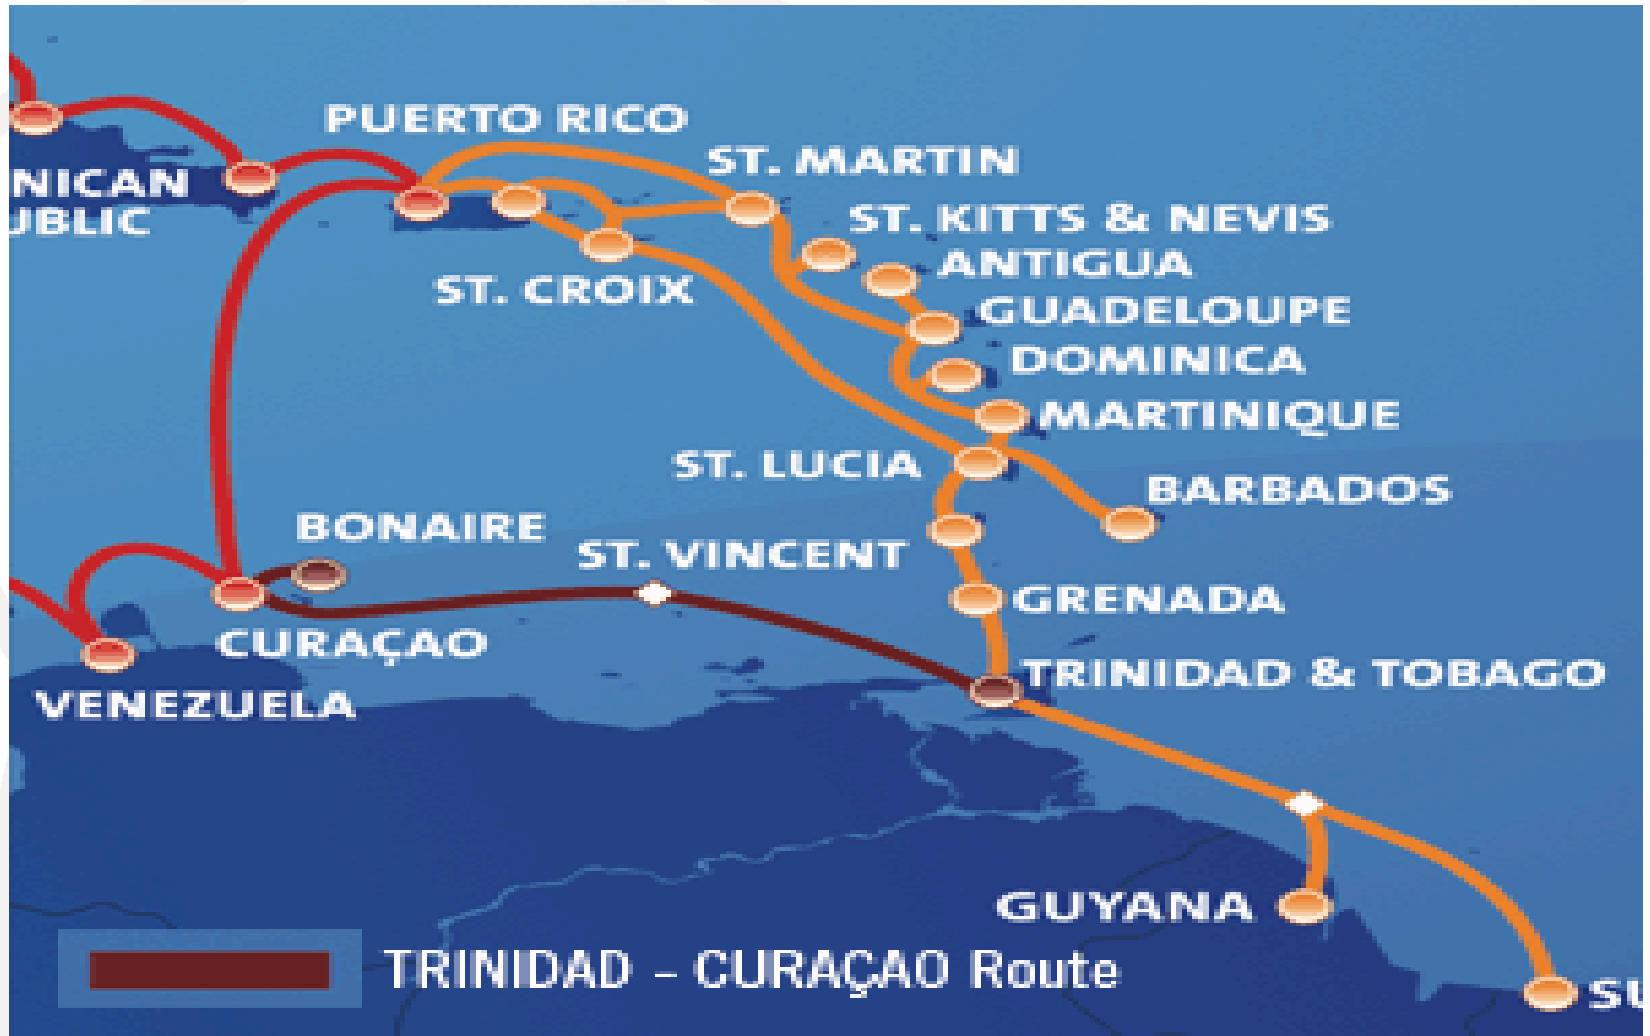 PUERTO RICO
ST. MARTIN
NICAN
UBLIC
ST. KITTS & NEVIS
ANTIGUA
ST. CROIX
GUADELOUPE
DOMINICA
MARTINIQUE
ST. LUCIA
BARBADOS
BONAIRE
ST. VINCENT
GRENADA
CURAÇAO
TRINIDAD & TOBAGO
VENEZUELA
GUYANA
TRINIDAD - CURAÇAO Route
SU